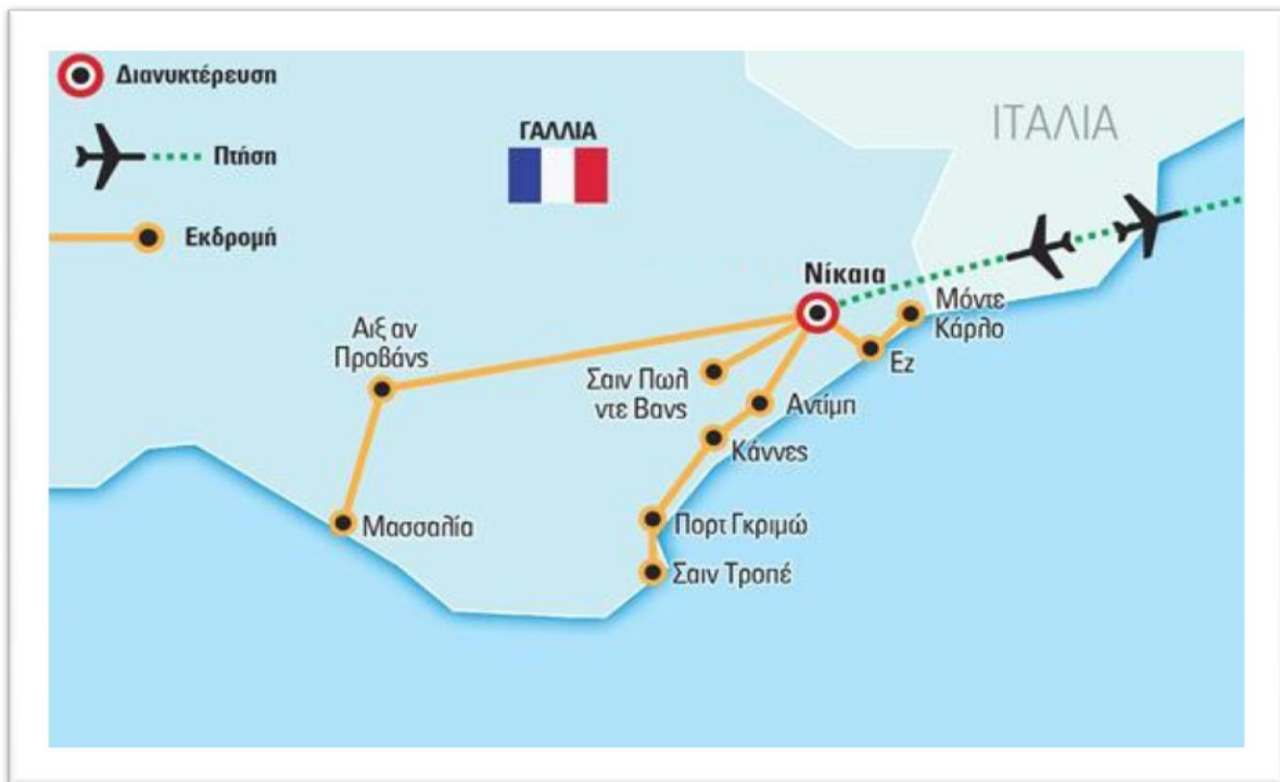 Διανυκτέρευση
Πτήση
Εκδρομή
ΓΑΛΛΙΑ
ΙΤΑΛΙΑ
Νίκαια
Μόντε
Κάρλο
Εζ
Αιξ αν
Προβάνς
Σαιν Πωλ
ντε Βανς
Αντίμπ
Κάννες
Μασσαλία
Πορτ Γκριμώ
Σαιν Τροπέ